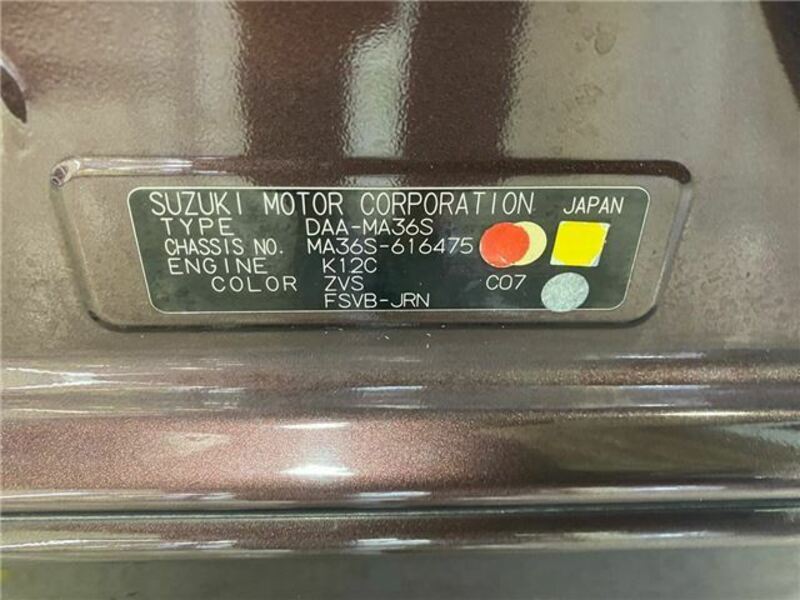 SUZUKI MOTOR CORPORATION JAPAN
TYPE DAA-MA36S
CHASSIS NO. MA36S-616475
ENGINE K12C
COLOR ZVS C07
FSVB-JRN